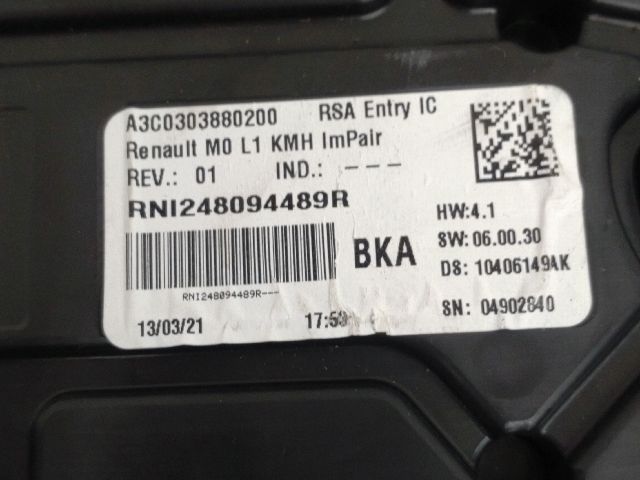 A3C0303880200 RSA Entry IC
Renault M0 L1 KMH ImPair
REV.: 01 IND.: ---
RNI248094489R
HW:4.1
BKA
SW: 06.00.30
DS: 10406149AK
RNI248094489R---
SN: 04902840
13/03/21